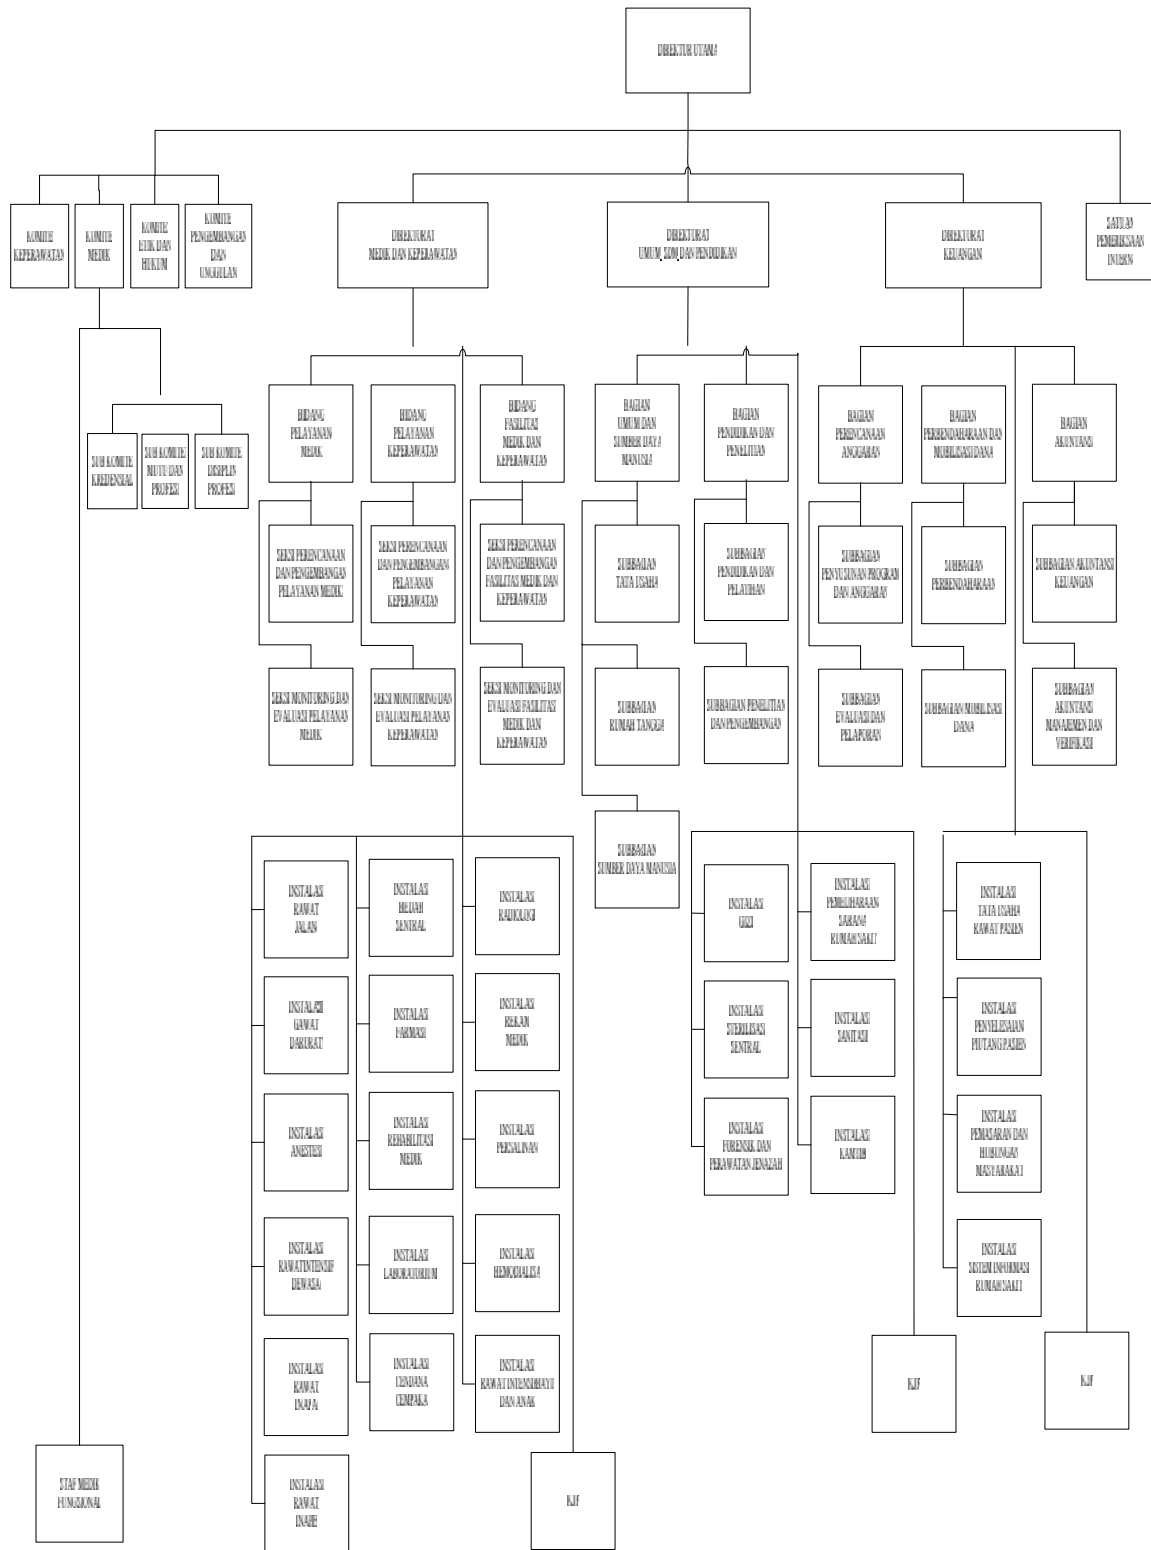 DIREKTUR UTAMA
KOMITE
KEPERAWATAN
KOMITE
MEDIK
KOMITE
ETIK DAN
HUKUM
KOMITE
PENGEMBANGAN
DAN
UNGGULAN
DIREKTORAT
MEDIK DAN KEPERAWATAN
DIREKTORAT
UMUM, SDM, DAN PENDIDIKAN
DIREKTORAT
KEUANGAN
SATUAN
PEMERIKSAAN
INTERN
SUB KOMITE
KREDENSIAL
SUB KOMITE
MUTU DAN
PROFESI
SUB KOMITE
DISIPLIN
PROFESI
BIDANG
PELAYANAN
MEDIK
BIDANG
PELAYANAN
KEPERAWATAN
BIDANG
FASILITAS
MEDIK DAN
KEPERAWATAN
BAGIAN
UMUM DAN
SUMBER DAYA
MANUSIA
BAGIAN
PENDIDIKAN DAN
PENELITIAN
BAGIAN
PERENCANAAN
ANGGARAN
BAGIAN
PERBENDAHARAAN DAN
MOBILISASI DANA
BAGIAN
AKUNTANSI
SEKSI PERENCANAAN
DAN PENGEMBANGAN
PELAYANAN MEDIK
SEKSI PERENCANAAN
DAN PENGEMBANGAN
PELAYANAN
KEPERAWATAN
SEKSI PERENCANAAN
DAN PENGEMBANGAN
FASILITAS MEDIK DAN
KEPERAWATAN
SUBBAGIAN
TATA USAHA
SUBBAGIAN
PENDIDIKAN DAN
PELATIHAN
SUBBAGIAN
PENYUSUNAN PROGRAM
DAN ANGGARAN
SUBBAGIAN
PERBENDAHARAAN
SUBBAGIAN AKUNTANSI
KEUANGAN
SEKSI MONITORING DAN
EVALUASI PELAYANAN
MEDIK
SEKSI MONITORING DAN
EVALUASI PELAYANAN
KEPERAWATAN
SEKSI MONITORING DAN
EVALUASI FASILITAS
MEDIK DAN
KEPERAWATAN
SUBBAGIAN
RUMAH TANGGA
SUBBAGIAN PENELITIAN
DAN PENGEMBANGAN
SUBBAGIAN
EVALUASI DAN
PELAPORAN
SUBBAGIAN MOBILISASI
DANA
SUBBAGIAN
AKUNTANSI
MANAJEMEN DAN
VERIFIKASI
SUBBAGIAN
SUMBER DAYA MANUSIA
INSTALASI
RAWAT
JALAN
INSTALASI
BEDAH
SENTRAL
INSTALASI
RADIOLOGI
INSTALASI
GIZI
INSTALASI
PEMELIHARAAN
SARANA
RUMAH SAKIT
INSTALASI
TATA USAHA
RAWAT PASIEN
INSTALASI
GAWAT
DARURAT
INSTALASI
FARMASI
INSTALASI
REKAM
MEDIK
INSTALASI
STERILISASI
SENTRAL
INSTALASI
SANITASI
INSTALASI
PENYELESAIAN
PIUTANG PASIEN
INSTALASI
ANESTESI
INSTALASI
REHABILITASI
MEDIK
INSTALASI
PERSALINAN
INSTALASI
FORENSIK DAN
PERAWATAN JENAZAH
INSTALASI
KAMTIB
INSTALASI
PEMASARAN DAN
HUBUNGAN
MASYARAKAT
INSTALASI
RAWAT INTENSIF
DEWASA
INSTALASI
LABORATORIUM
INSTALASI
HEMODIALISA
INSTALASI
SISTEM INFORMASI
RUMAH SAKIT
INSTALASI
RAWAT
INAP A
INSTALASI
CENDANA
CEMPAKA
INSTALASI
RAWAT INTENSIF BAYI
DAN ANAK
KJF
KJF
STAF MEDIK
FUNGSIONAL
INSTALASI
RAWAT
INAP B
KJF